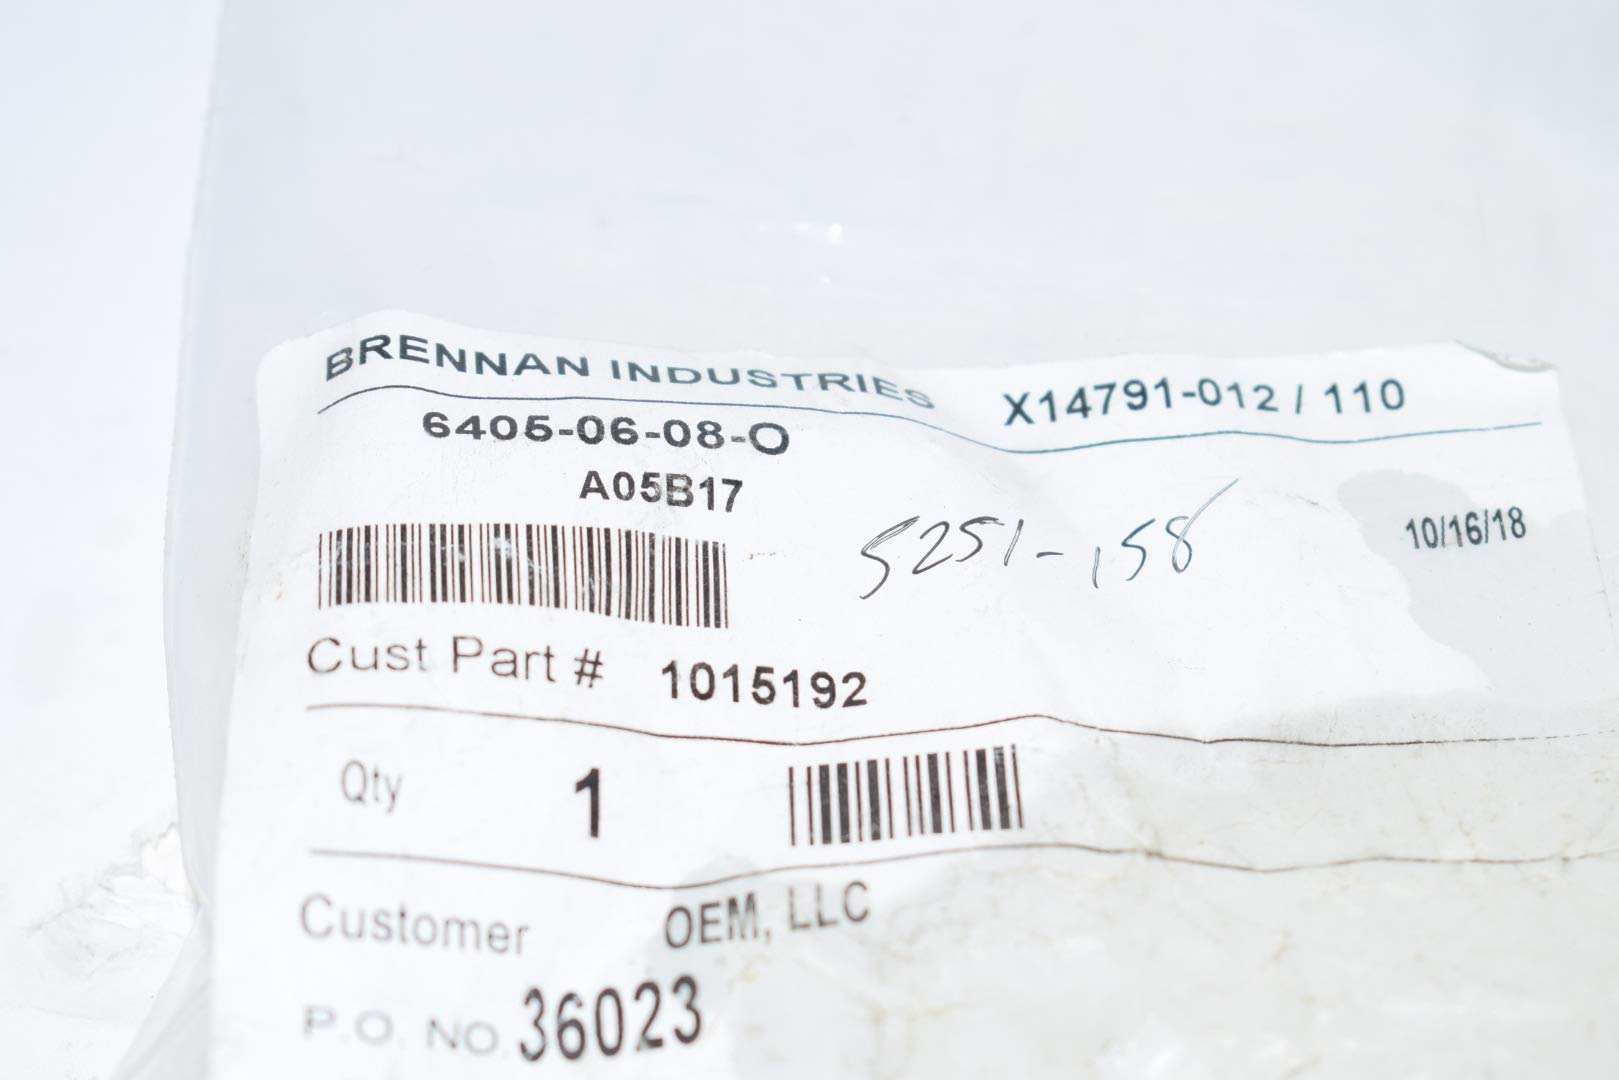 BRENNAN INDUSTRIES X14791-012 / 110
6405-06-08-O
A05B17
5251-158 10/16/18
Cust Part # 1015192
Qty 1
Customer OEM, LLC
P.O. NO. 36023